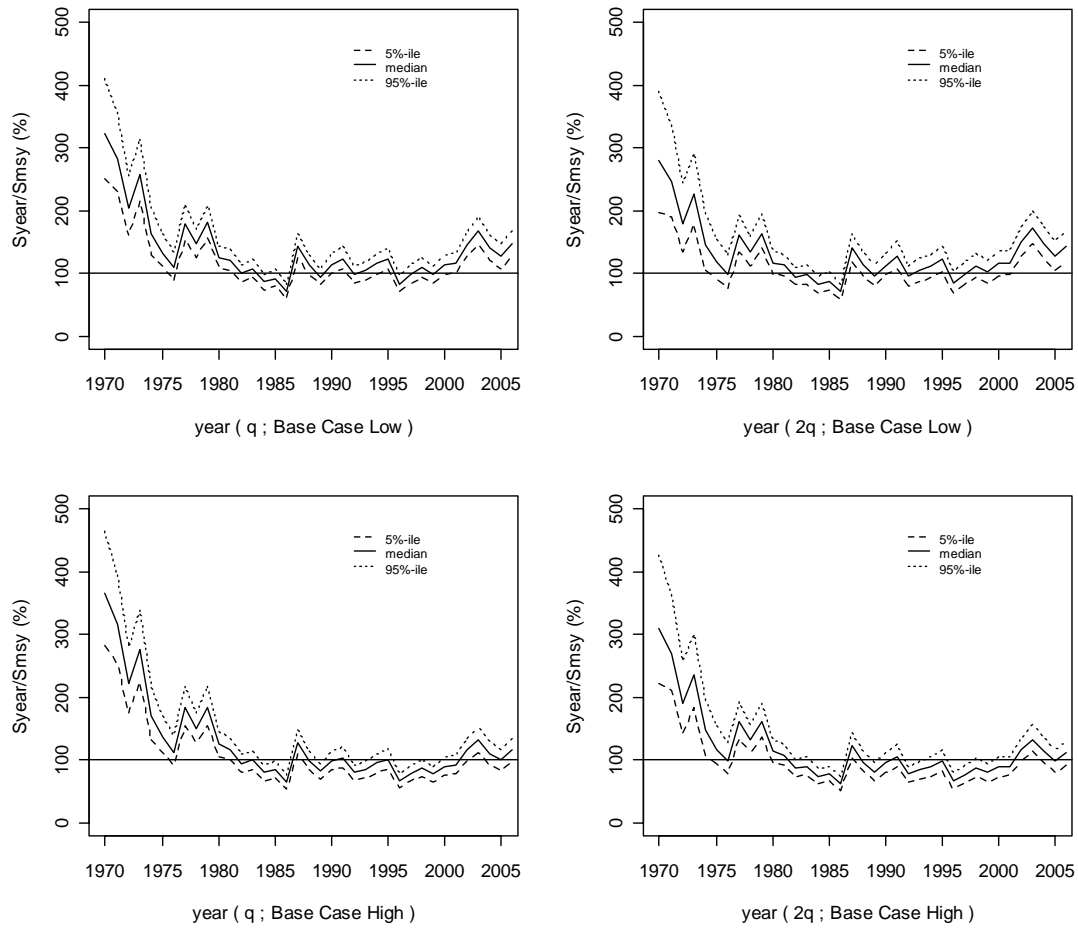 500
400
300
200
100
0
Syear/Smsy (%)
5%-ile
median
95%-ile
1970 1975 1980 1985 1990 1995 2000 2005
year ( q ; Base Case Low )
500
400
300
200
100
0
Syear/Smsy (%)
5%-ile
median
95%-ile
1970 1975 1980 1985 1990 1995 2000 2005
year ( 2q ; Base Case Low )
500
400
300
200
100
0
Syear/Smsy (%)
5%-ile
median
95%-ile
1970 1975 1980 1985 1990 1995 2000 2005
year ( q ; Base Case High )
500
400
300
200
100
0
Syear/Smsy (%)
5%-ile
median
95%-ile
1970 1975 1980 1985 1990 1995 2000 2005
year ( 2q ; Base Case High )